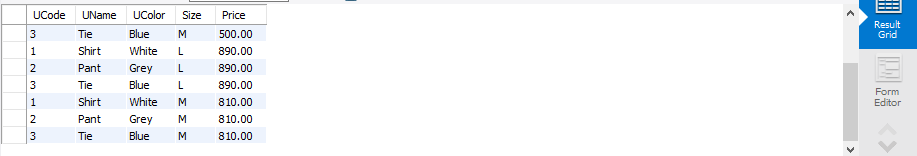 UCode UName UColor Size Price
3 Tie Blue M 500.00
1 Shirt White L 890.00
2 Pant Grey L 890.00
3 Tie Blue L 890.00
1 Shirt White M 810.00
2 Pant Grey M 810.00
3 Tie Blue M 810.00
Result
Grid
Form
Editor